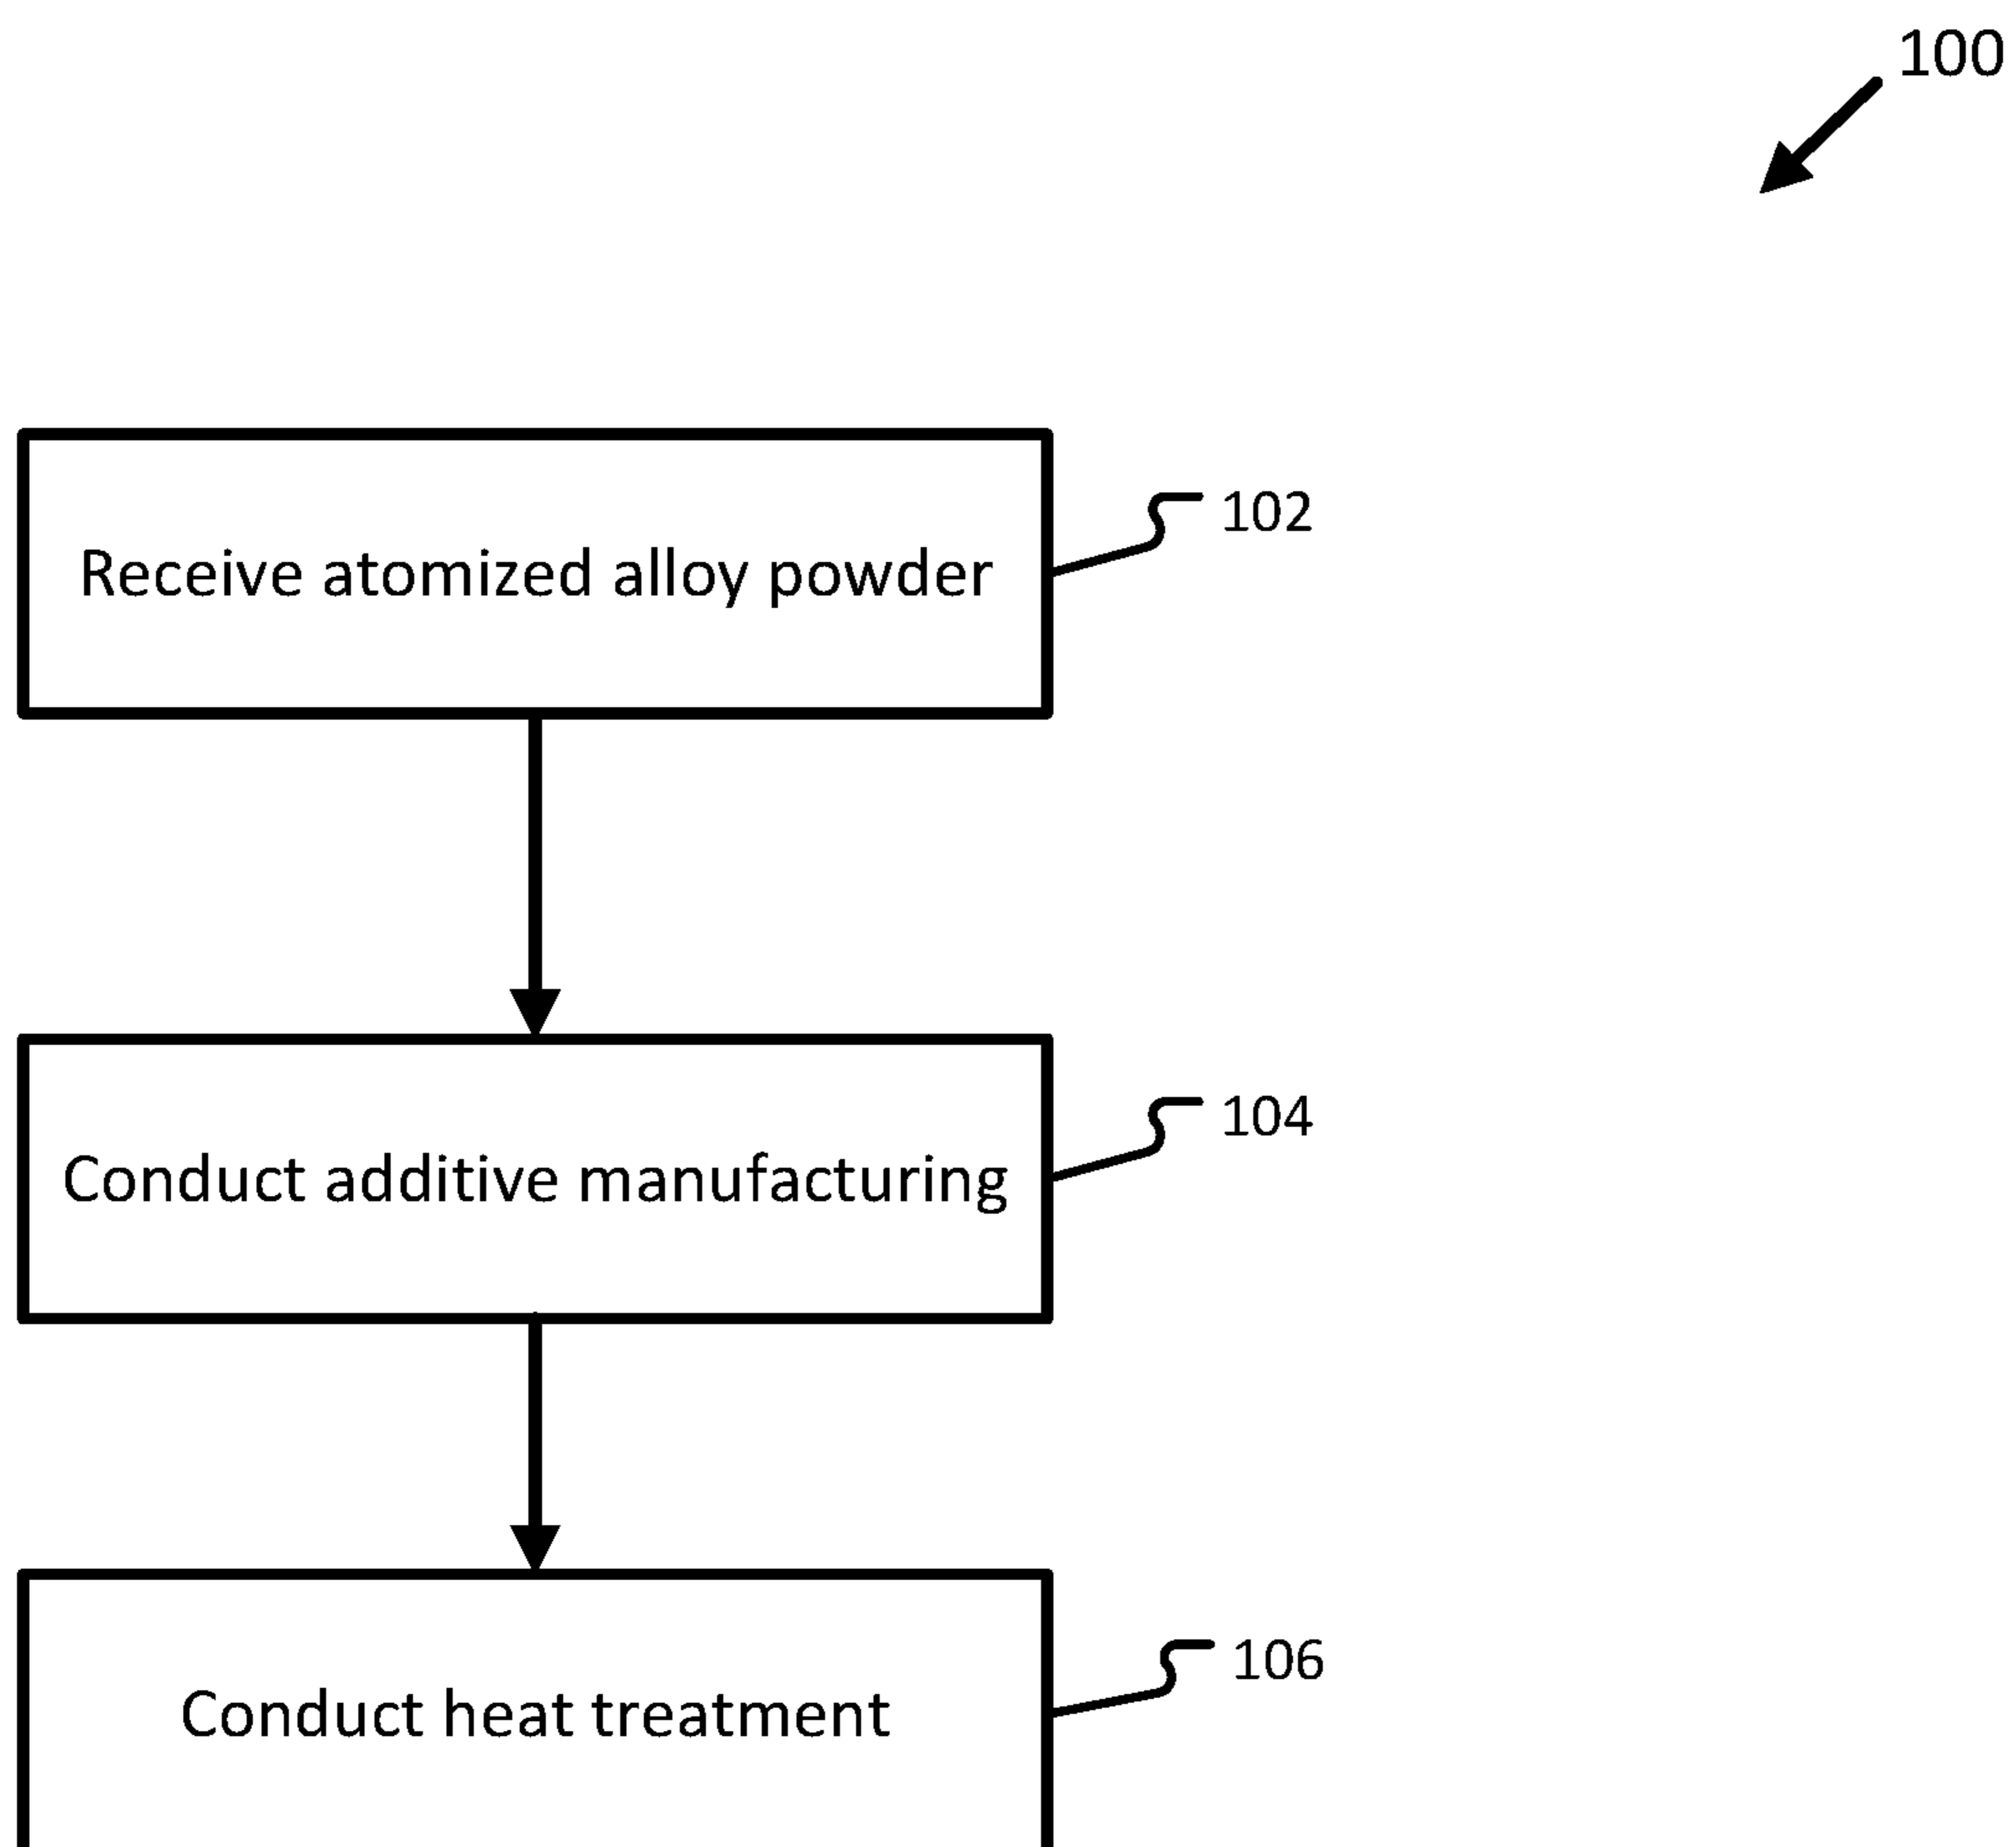 100
Receive atomized alloy powder
102
Conduct additive manufacturing
104
Conduct heat treatment
106